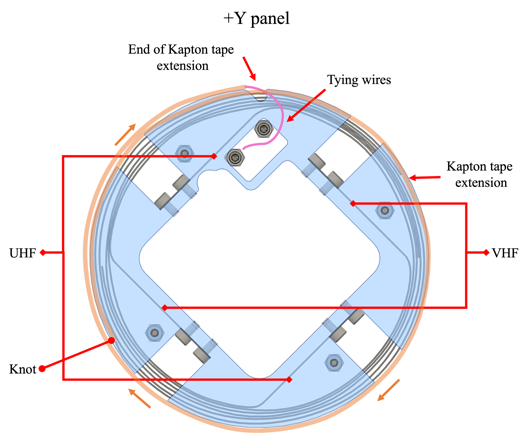 +Y panel
End of Kapton tape
extension
Tying wires
Kapton tape
extension
UHF
VHF
Knot